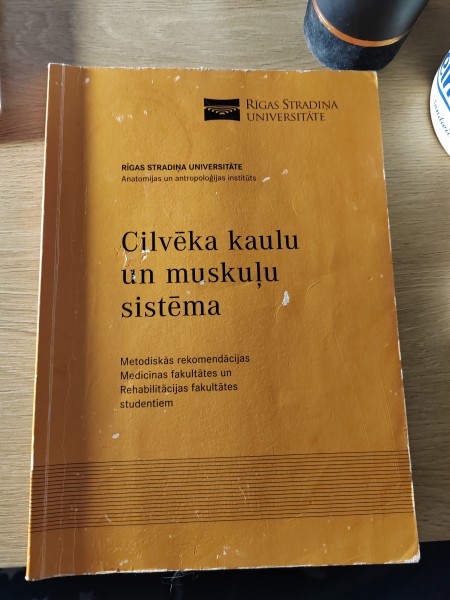 RĪGAS STRADIŅA
UNIVERSITĀTE
RĪGAS STRADIŅA UNIVERSITĀTE
Anatomijas un antropoloģijas institūts
Cilvēka kaulu
un muskuļu
sistēma
Metodiskās rekomendācijas
Medicīnas fakultātes un
Rehabilitācijas fakultātes
studentiem